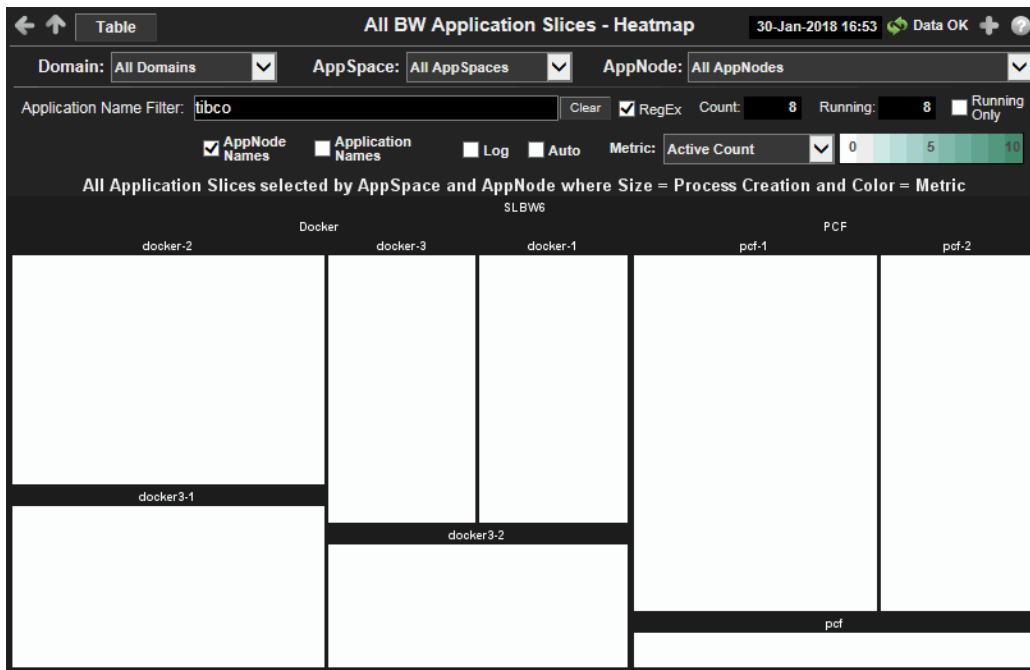 Table All BW Application Slices - Heatmap 30-Jan-2018 16:53 Data OK ?
Domain: All Domains AppSpace: All AppSpaces AppNode: All AppNodes
Application Name Filter: tibco Clear RegEx Count: 8 Running: 8 Running Only
AppNode Names Application Names Log Auto Metric: Active Count 0 5 10
All Application Slices selected by AppSpace and AppNode where Size = Process Creation and Color = Metric
SLBW6
Docker PCF
docker-2 docker-3 docker-1 pcf-1 pcf-2
docker3-1
docker3-2
pcf